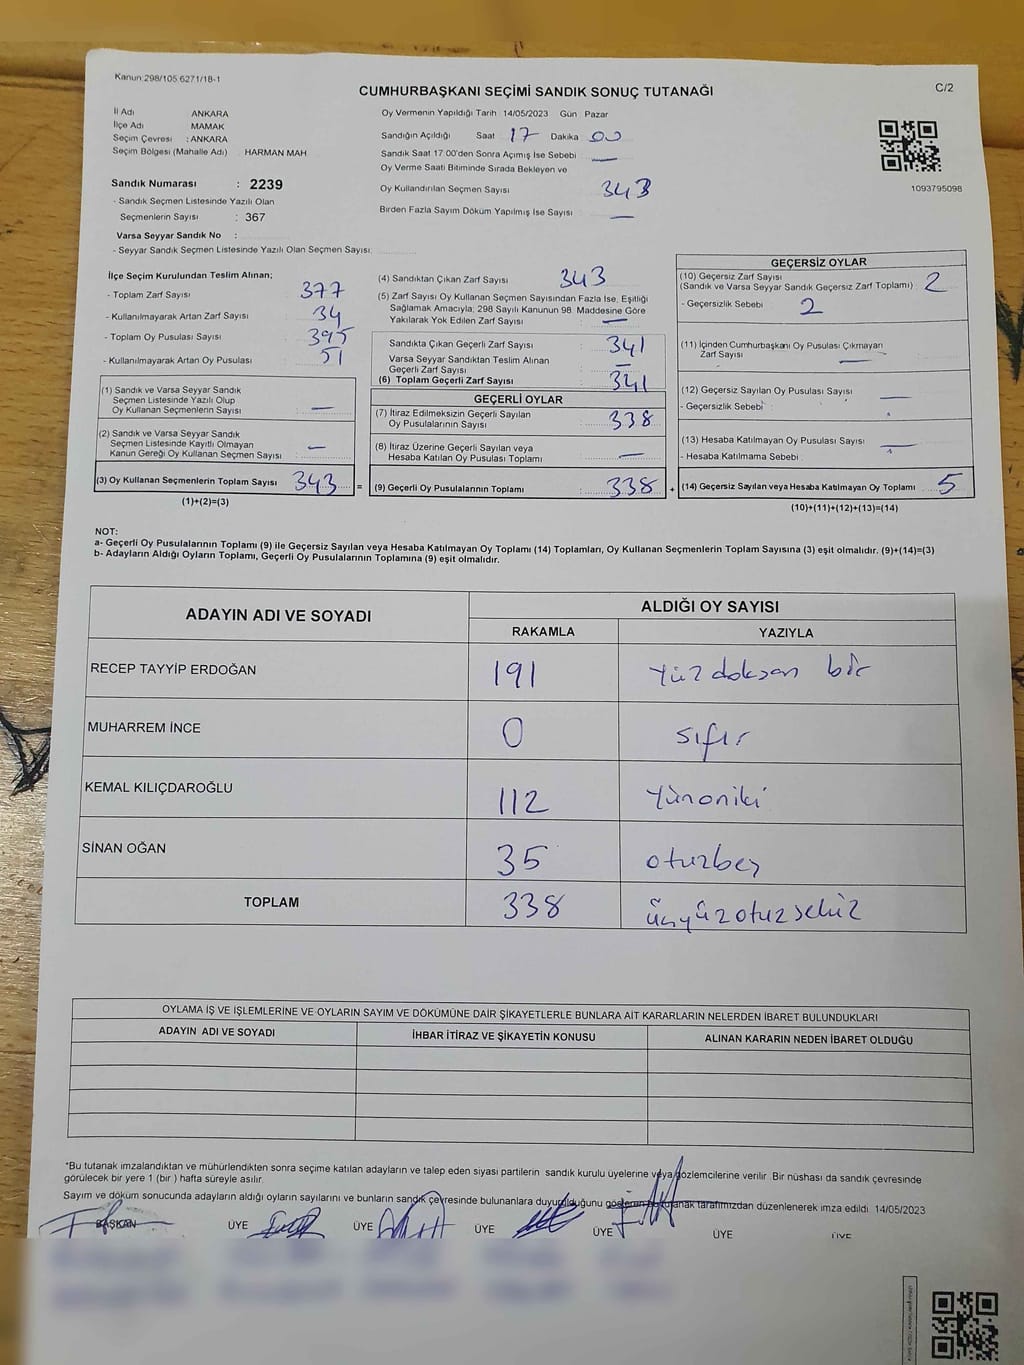 Kanun:298/105 6271/18-1
CUMHURBAŞKANI SEÇİMİ SANDIK SONUÇ TUTANAĞI
C/2
İl Adı ANKARA
İlçe Adı MAMAK
Seçim Çevresi : ANKARA
Seçim Bölgesi (Mahalle Adı) HARMAN MAH
Sandık Numarası : 2239
- Sandık Seçmen Listesinde Yazılı Olan
Seçmenlerin Sayısı : 367
Varsa Seyyar Sandık No :
- Seyyar Sandık Seçmen Listesinde Yazılı Olan Seçmen Sayısı:
Oy Vermenin Yapıldığı Tarih 14/05/2023 Gün Pazar
Sandığın Açıldığı Saat 17 Dakika 00
Sandık Saat 17:00'den Sonra Açımış İse Sebebi —
Oy Verme Saati Bitiminde Sırada Bekleyen ve
Oy Kullandırılan Seçmen Sayısı 343
Birden Fazla Sayım Döküm Yapılmış İse Sayısı —
1093795098
İlçe Seçim Kurulundan Teslim Alınan;
- Toplam Zarf Sayısı 377
- Kullanılmayarak Artan Zarf Sayısı 34
- Toplam Oy Pusulası Sayısı 395
- Kullanılmayarak Artan Oy Pusulası 51
(1) Sandık ve Varsa Seyyar Sandık
Seçmen Listesinde Yazılı Olup
Oy Kullanan Seçmenlerin Sayısı —
(2) Sandık ve Varsa Seyyar Sandık
Seçmen Listesinde Kayıtlı Olmayan
Kanun Gereği Oy Kullanan Seçmen Sayısı —
(3) Oy Kullanan Seçmenlerin Toplam Sayısı 343 =
(1)+(2)=(3)
(4) Sandıktan Çıkan Zarf Sayısı 343
(5) Zarf Sayısı Oy Kullanan Seçmen Sayısından Fazla İse, Eşitliği
Sağlamak Amacıyla; 298 Sayılı Kanunun 98. Maddesine Göre
Yakılarak Yok Edilen Zarf Sayısı —
Sandıkta Çıkan Geçerli Zarf Sayısı 341
Varsa Seyyar Sandıktan Teslim Alınan
Geçerli Zarf Sayısı —
(6) Toplam Geçerli Zarf Sayısı 341
GEÇERLİ OYLAR
(7) İtiraz Edilmeksizin Geçerli Sayılan
Oy Pusulalarının Sayısı 338
(8) İtiraz Üzerine Geçerli Sayılan veya
Hesaba Katılan Oy Pusulası Toplamı —
(9) Geçerli Oy Pusulalarının Toplamı 338 +
GEÇERSİZ OYLAR
(10) Geçersiz Zarf Sayısı
(Sandık ve Varsa Seyyar Sandık Geçersiz Zarf Toplamı) : 2
- Geçersizlik Sebebi 2
(11) İçinden Cumhurbaşkanı Oy Pusulası Çıkmayan
Zarf Sayısı —
(12) Geçersiz Sayılan Oy Pusulası Sayısı —
- Geçersizlik Sebebi
(13) Hesaba Katılmayan Oy Pusulası Sayısı —
- Hesaba Katılmama Sebebi
(14) Geçersiz Sayılan veya Hesaba Katılmayan Oy Toplamı 5
(10)+(11)+(12)+(13)=(14)
NOT:
a- Geçerli Oy Pusulalarının Toplamı (9) ile Geçersiz Sayılan veya Hesaba Katılmayan Oy Toplamı (14) Toplamları, Oy Kullanan Seçmenlerin Toplam Sayısına (3) eşit olmalıdır. (9)+(14)=(3)
b- Adayların Aldığı Oyların Toplamı, Geçerli Oy Pusulalarının Toplamına (9) eşit olmalıdır.
ADAYIN ADI VE SOYADI
ALDIĞI OY SAYISI
RAKAMLA YAZIYLA
RECEP TAYYİP ERDOĞAN 191 yüz doksan bir
MUHARREM İNCE 0 sıfır
KEMAL KILIÇDAROĞLU 112 yüzoniki
SİNAN OĞAN 35 otuzbeş
TOPLAM 338 üçyüzotuzsekiz
OYLAMA İŞ VE İŞLEMLERİNE VE OYLARIN SAYIM VE DÖKÜMÜNE DAİR ŞİKAYETLERLE BUNLARA AİT KARARLARIN NELERDEN İBARET BULUNDUKLARI
ADAYIN ADI VE SOYADI İHBAR İTİRAZ VE ŞİKAYETİN KONUSU ALINAN KARARIN NEDEN İBARET OLDUĞU
*Bu tutanak imzalandıktan ve mühürlendikten sonra seçime katılan adayların ve talep eden siyasi partilerin sandık kurulu üyelerine veya gözlemcilerine verilir. Bir nüshası da sandık çevresinde
görülecek bir yere 1 (bir) hafta süreyle asılır.
Sayım ve döküm sonucunda adayların aldığı oyların sayılarını ve bunların sandık çevresinde bulunanlara duyurulduğunu gösteren bu tutanak tarafımızdan düzenlenerek imza edildi. 14/05/2023
BAŞKAN ÜYE ÜYE ÜYE ÜYE ÜYE ÜYE